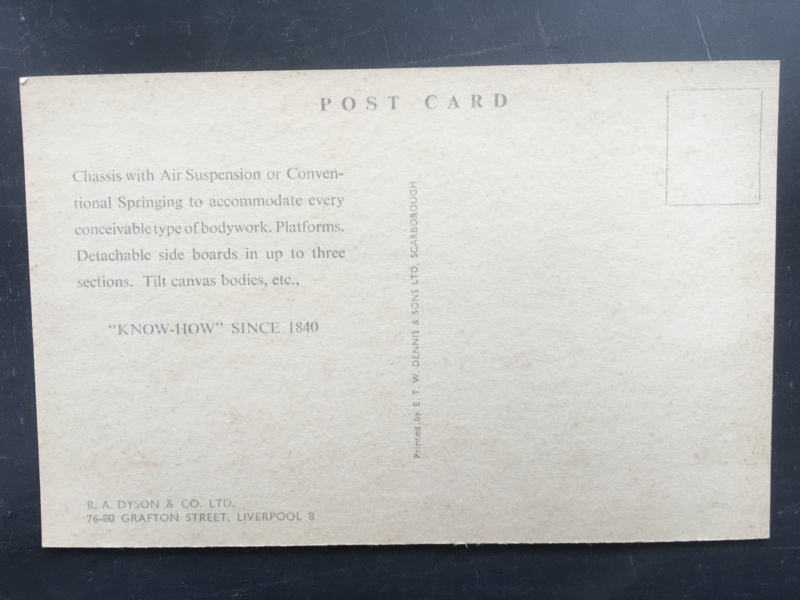 POST CARD
Chassis with Air Suspension or Conven-
tional Springing to accommodate every
conceivable type of bodywork. Platforms.
Detachable side boards in up to three
sections. Tilt canvas bodies, etc.,
"KNOW-HOW" SINCE 1840
R. A. DYSON & CO. LTD.
76-80 GRAFTON STREET, LIVERPOOL 8
Printed by E. T. W. DENNIS & SONS LTD. SCARBOROUGH